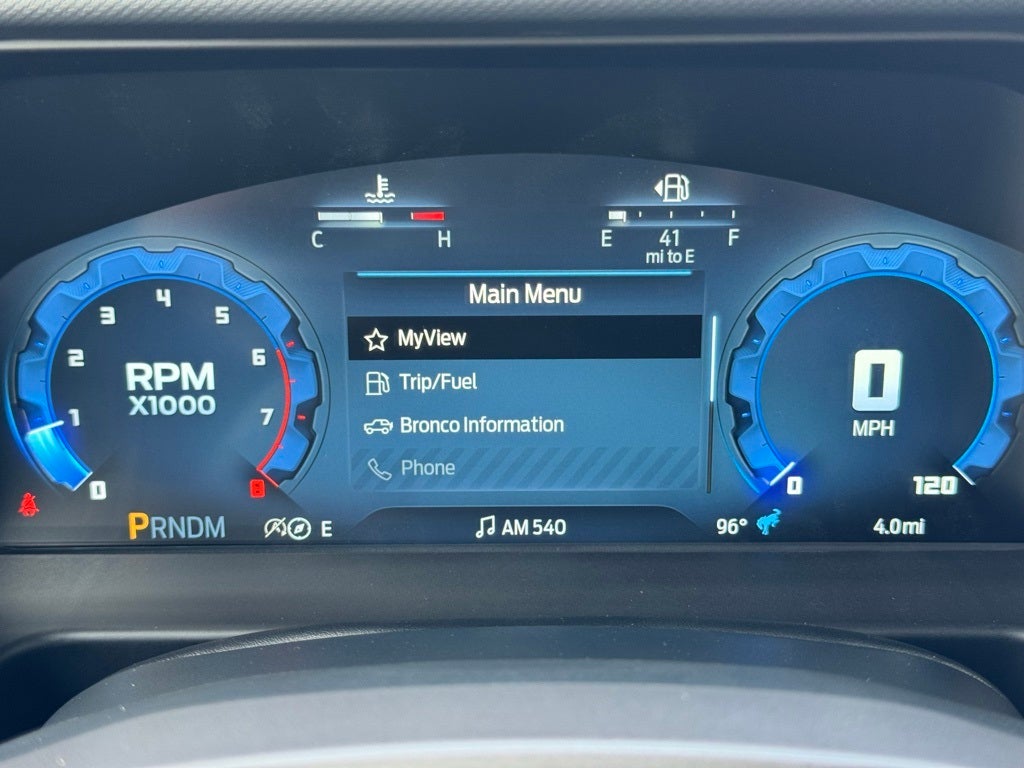 C H
E 41 F
mi to E
Main Menu
MyView
Trip/Fuel
Bronco Information
Phone
0 1 2 3 4 5 6 7 8
RPM
X1000
0
MPH
0 120
PRNDM
E
AM 540
96°
4.0mi